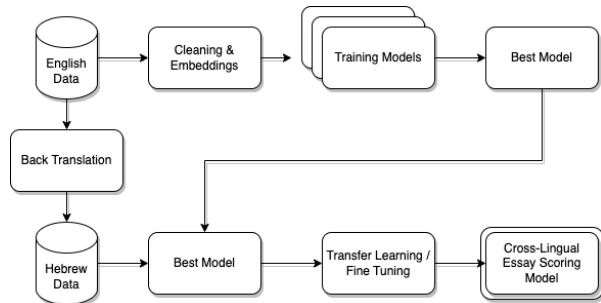 English
Data
Cleaning &
Embeddings
Training Models
Best Model
Back Translation
Hebrew
Data
Best Model
Transfer Learning /
Fine Tuning
Cross-Lingual
Essay Scoring
Model